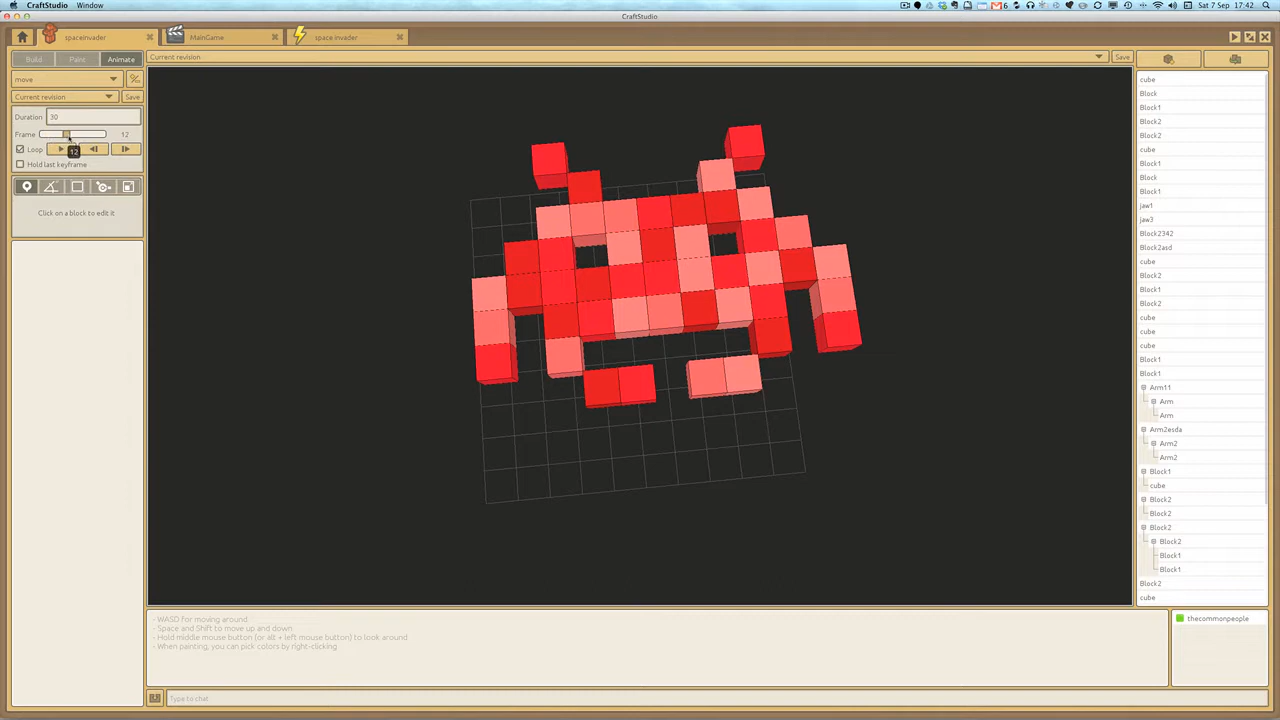 CraftStudio Window
6 Sat 7 Sep 17:42
CraftStudio
spaceinvader
MainGame
space invader
Build Paint Animate
Current revision
Save
move
Current revision
Save
Duration 30
Frame 12
Loop
12
Hold last keyframe
Click on a block to edit it
cube
Block
Block1
Block2
Block2
cube
Block1
Block
Block1
jaw1
jaw3
Block2342
Block2asd
cube
Block2
Block1
Block2
cube
cube
cube
Block1
Block1
Arm11
Arm
Arm
Arm2esda
Arm2
Arm2
Block1
cube
Block2
Block2
Block2
Block2
Block1
Block1
Block2
cube
- WASD for moving around
- Space and Shift to move up and down
- Hold middle mouse button (or alt + left mouse button) to look around
- When painting, you can pick colors by right-clicking
thecommonpeople
Type to chat